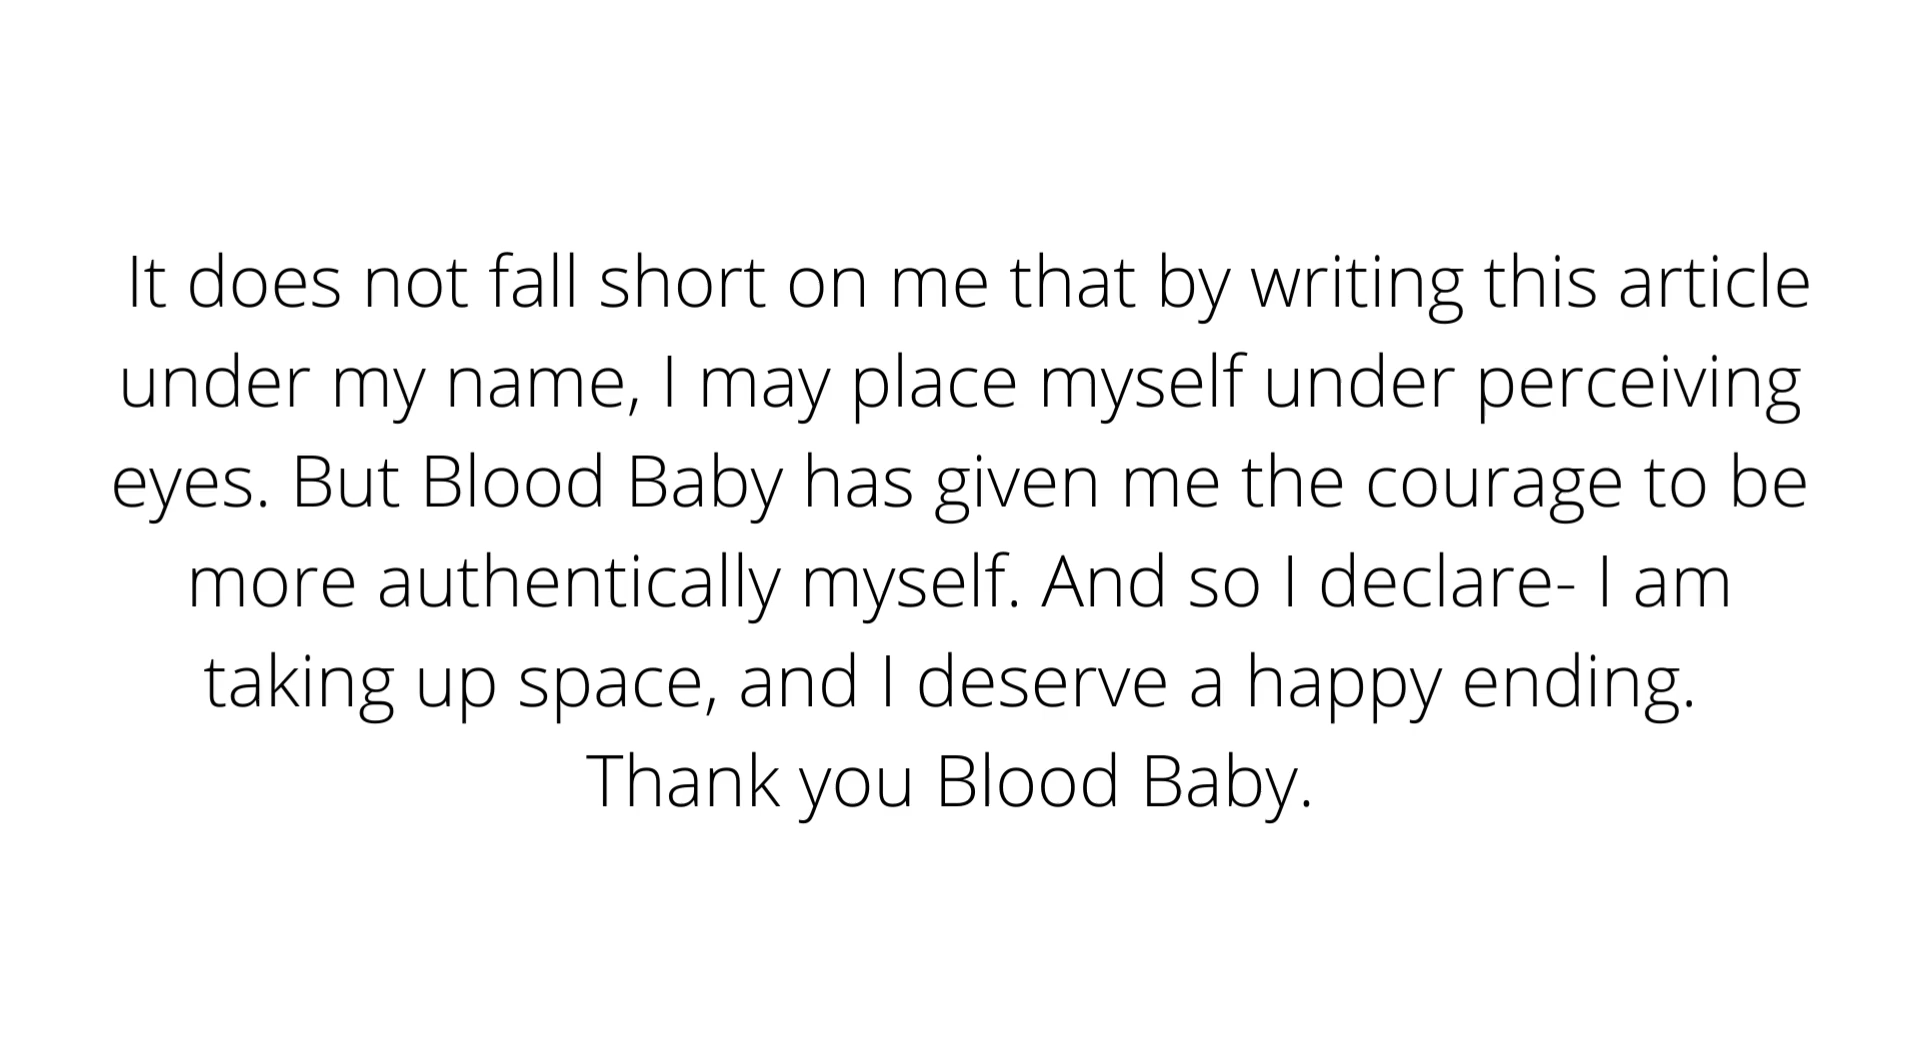 It does not fall short on me that by writing this article
under my name, I may place myself under perceiving
eyes. But Blood Baby has given me the courage to be
more authentically myself. And so I declare- I am
taking up space, and I deserve a happy ending.
Thank you Blood Baby.